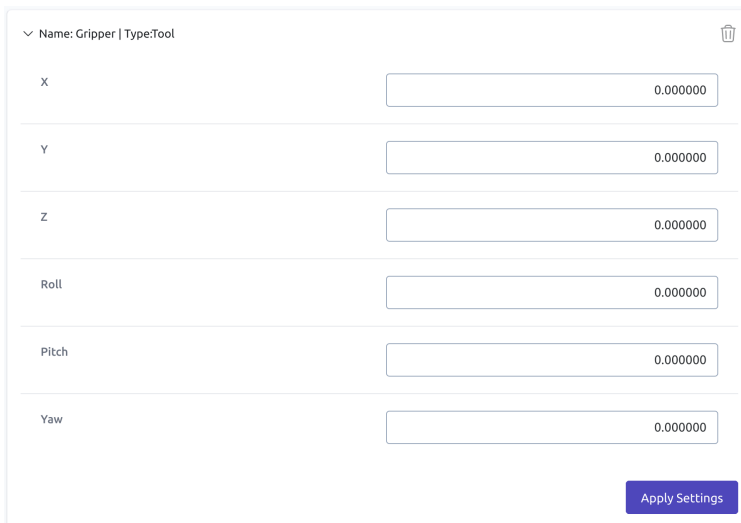 Name: Gripper | Type:Tool
X
0.000000
Y
0.000000
Z
0.000000
Roll
0.000000
Pitch
0.000000
Yaw
0.000000
Apply Settings